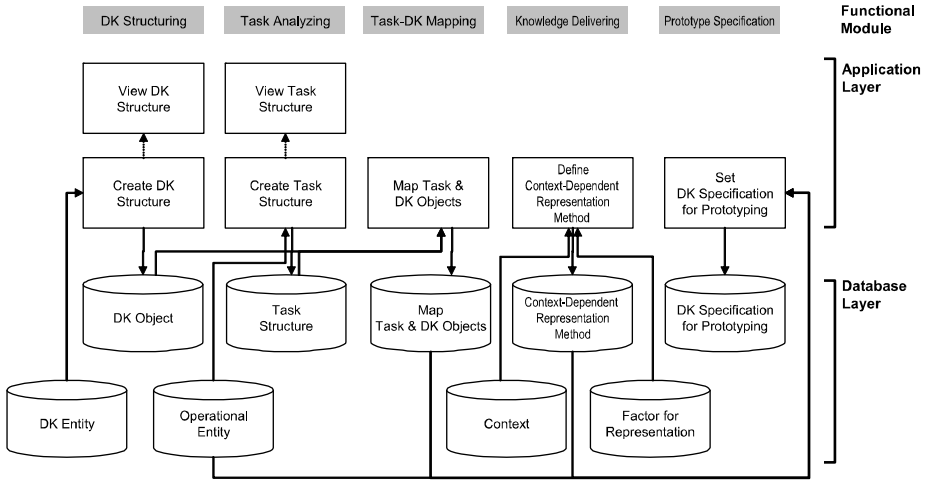 DK Structuring
Task Analyzing
Task-DK Mapping
Knowledge Delivering
Prototype Specification
Functional
Module
Application
Layer
View DK
Structure
View Task
Structure
Create DK
Structure
Create Task
Structure
Map Task &
DK Objects
Define
Context-Dependent
Representation
Method
Set
DK Specification
for Prototyping
Database
Layer
DK Object
Task
Structure
Map
Task & DK Objects
Context-Dependent
Representation
Method
DK Specification
for Prototyping
DK Entity
Operational
Entity
Context
Factor for
Representation